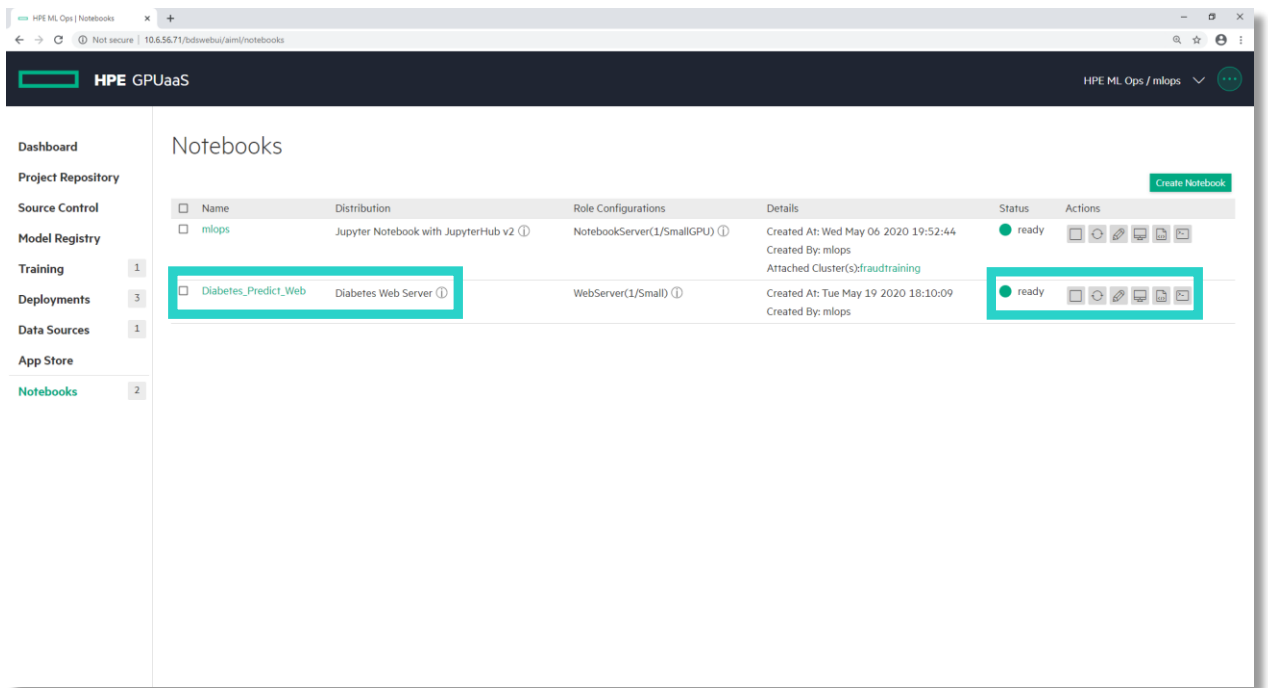 HPE ML Ops | Notebooks
Not secure | 10.6.56.71/bdswebui/aiml/notebooks
HPE GPUaaS
HPE ML Ops / mlops
Dashboard
Project Repository
Source Control
Model Registry
Training 1
Deployments 3
Data Sources 1
App Store
Notebooks 2
Notebooks
Create Notebook
Name Distribution Role Configurations Details Status Actions
mlops Jupyter Notebook with JupyterHub v2 NotebookServer(1/SmallGPU) Created At: Wed May 06 2020 19:52:44 ready
Created By: mlops
Attached Cluster(s):fraudtraining
Diabetes_Predict_Web Diabetes Web Server WebServer(1/Small) Created At: Tue May 19 2020 18:10:09 ready
Created By: mlops